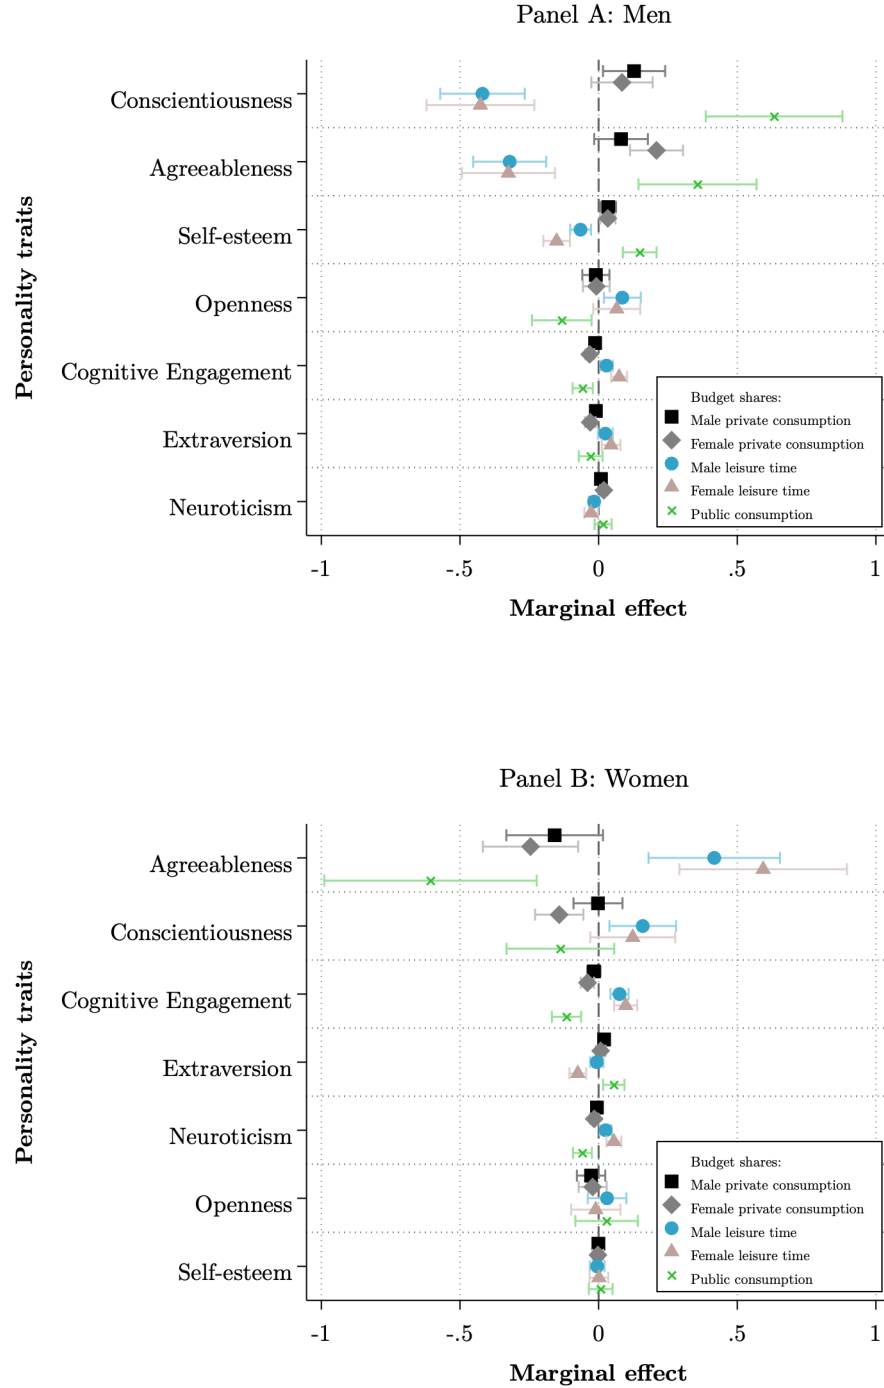 Panel A: Men
Personality traits
Conscientiousness
Agreeableness
Self-esteem
Openness
Cognitive Engagement
Extraversion
Neuroticism
Budget shares:
Male private consumption
Female private consumption
Male leisure time
Female leisure time
Public consumption
-1 -.5 0 .5 1
Marginal effect
Panel B: Women
Personality traits
Agreeableness
Conscientiousness
Cognitive Engagement
Extraversion
Neuroticism
Openness
Self-esteem
Budget shares:
Male private consumption
Female private consumption
Male leisure time
Female leisure time
Public consumption
-1 -.5 0 .5 1
Marginal effect